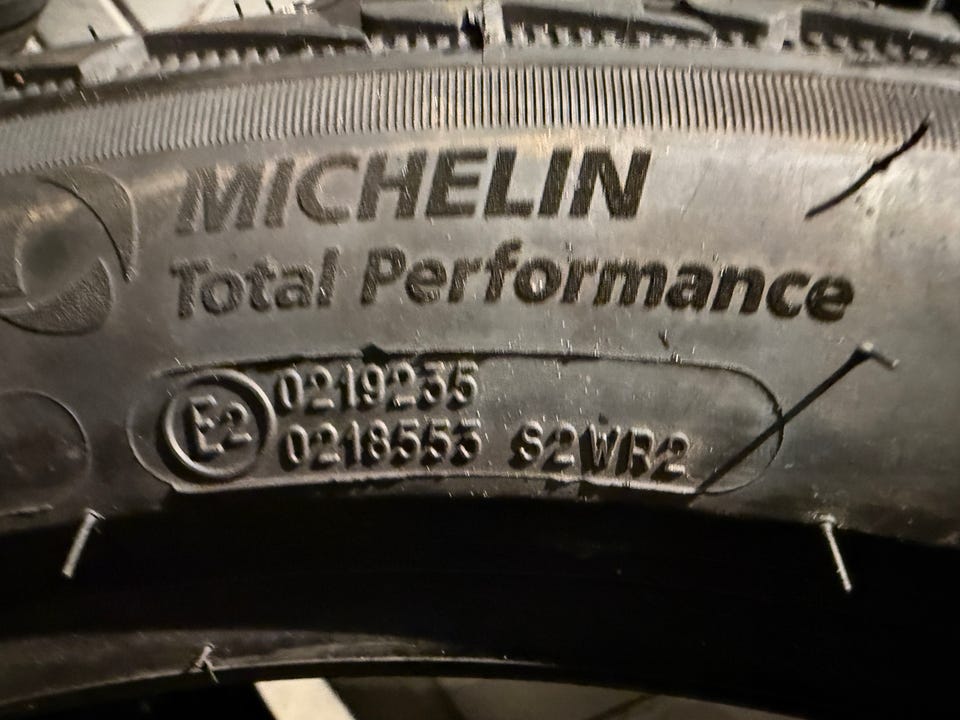 MICHELIN
Total Performance
E2 0219235
0218553 S2WR2